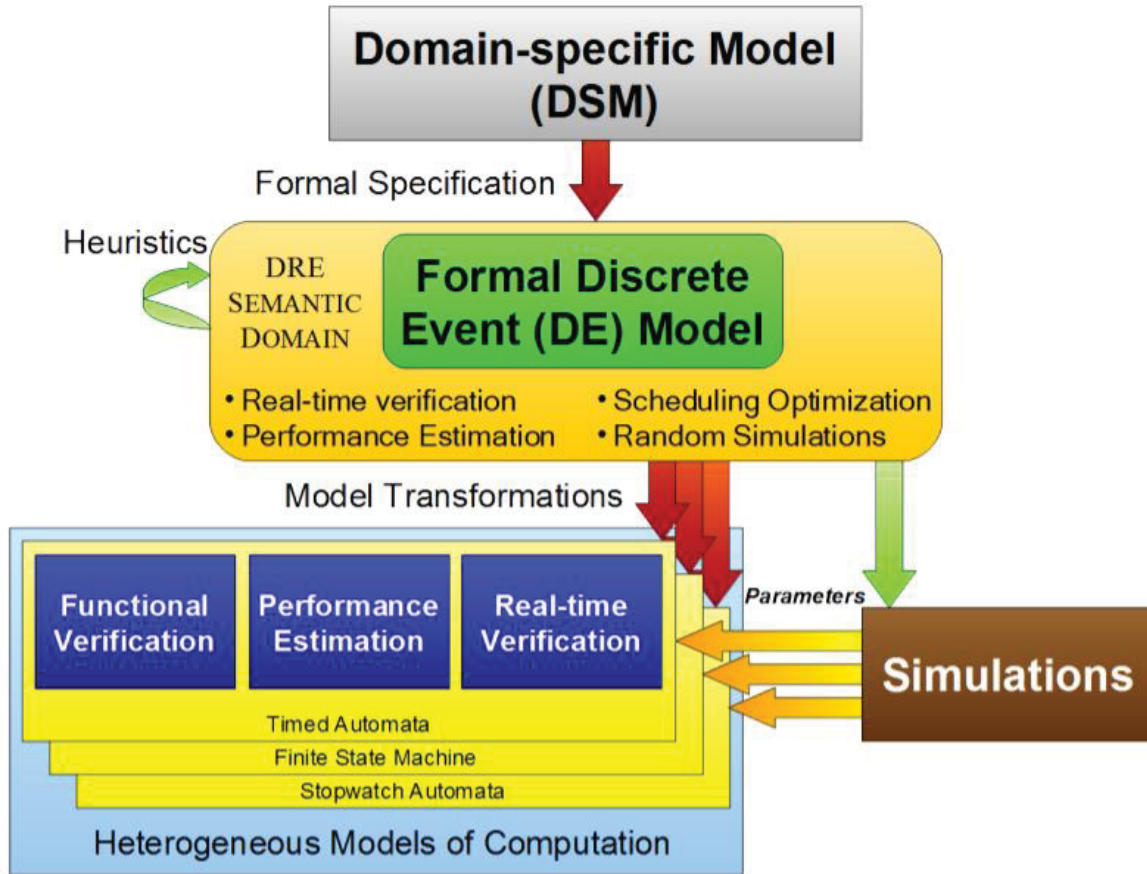 Domain-specific Model
(DSM)
Formal Specification
Heuristics
DRE
SEMANTIC
DOMAIN
Formal Discrete
Event (DE) Model
• Real-time verification
• Performance Estimation
• Scheduling Optimization
• Random Simulations
Model Transformations
Functional
Verification
Performance
Estimation
Real-time
Verification
Parameters
Simulations
Timed Automata
Finite State Machine
Stopwatch Automata
Heterogeneous Models of Computation